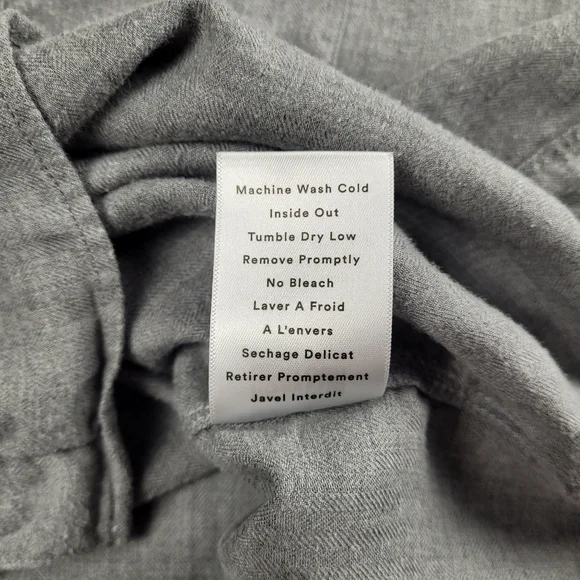 Machine Wash Cold
Inside Out
Tumble Dry Low
Remove Promptly
No Bleach
Laver A Froid
A L'envers
Sechage Delicat
Retirer Promptement
Javel Interdit